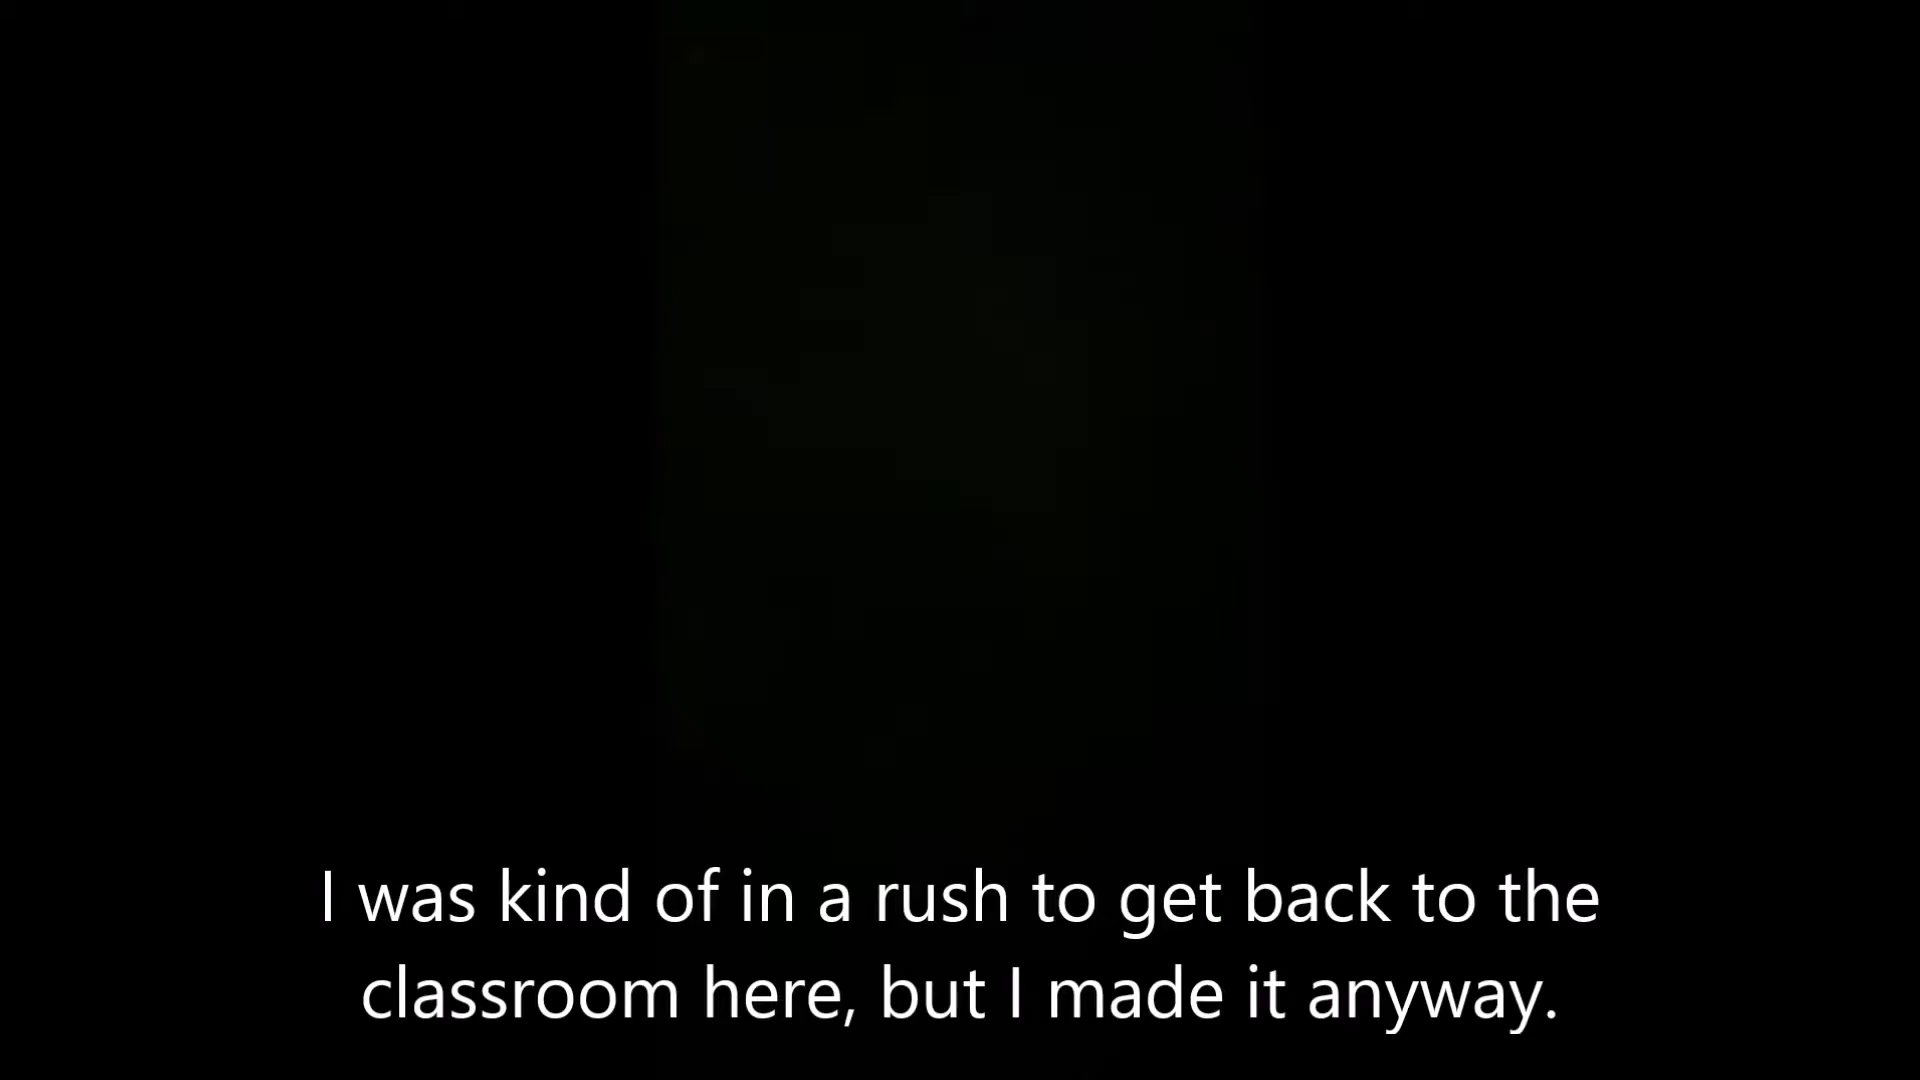 I was kind of in a rush to get back to the
classroom here, but I made it anyway.